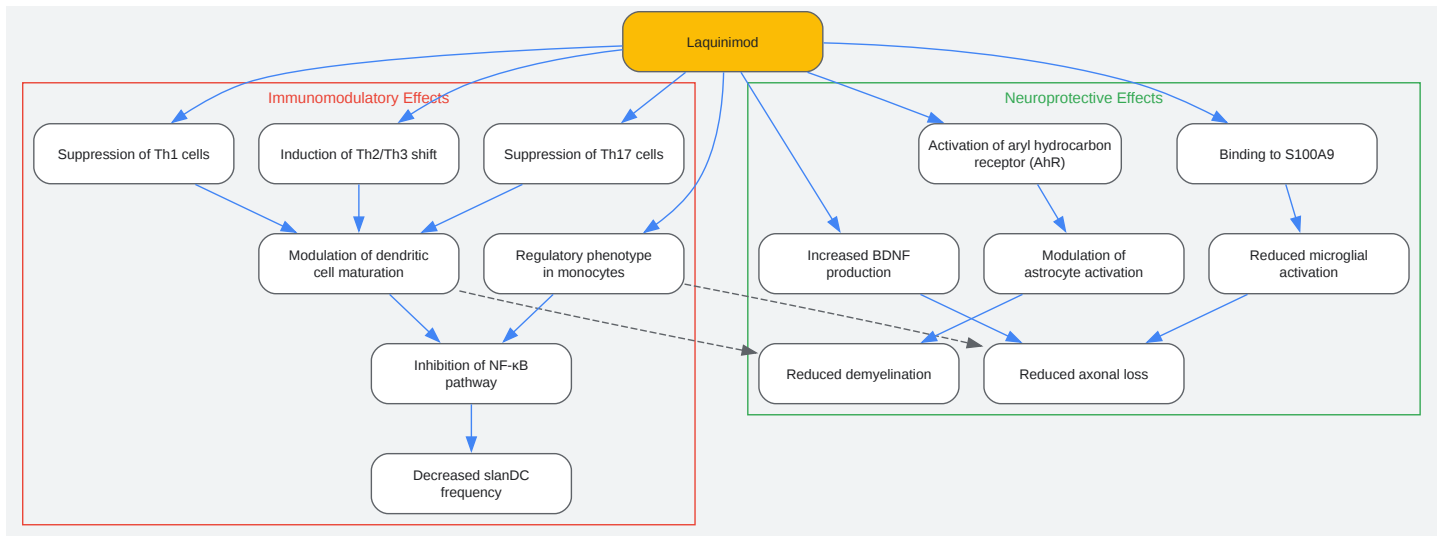 Laquinimod
Immunomodulatory Effects
Neuroprotective Effects
Suppression of Th1 cells
Induction of Th2/Th3 shift
Suppression of Th17 cells
Activation of aryl hydrocarbon
receptor (AhR)
Binding to S100A9
Modulation of dendritic
cell maturation
Regulatory phenotype
in monocytes
Increased BDNF
production
Modulation of
astrocyte activation
Reduced microglial
activation
Inhibition of NF-κB
pathway
Reduced demyelination
Reduced axonal loss
Decreased slanDC
frequency